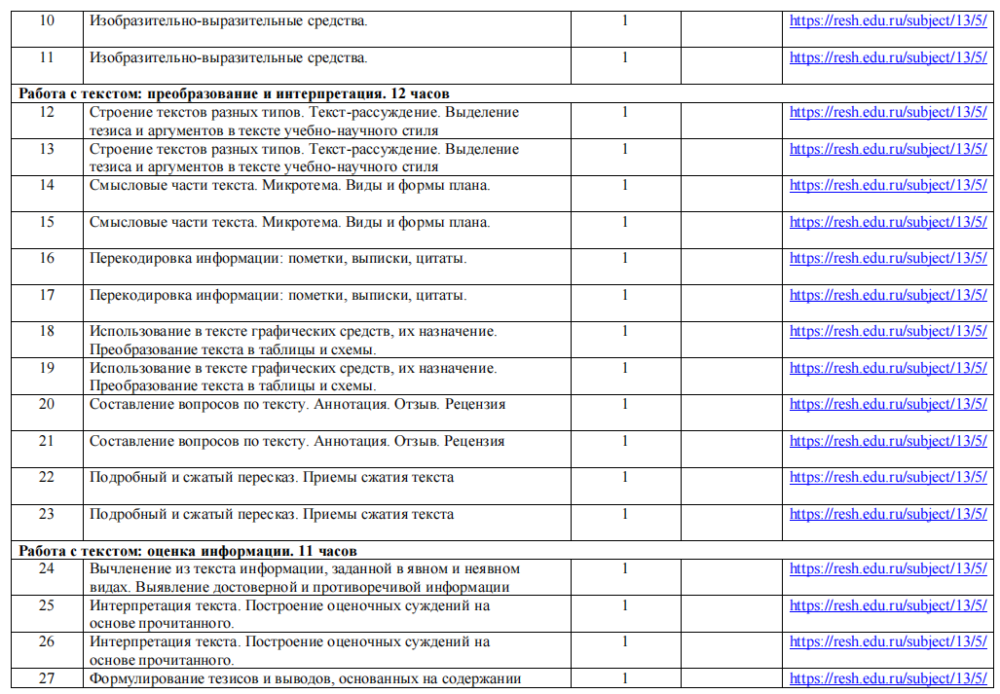 10 Изобразительно-выразительные средства. 1 https://resh.edu.ru/subject/13/5/
11 Изобразительно-выразительные средства. 1 https://resh.edu.ru/subject/13/5/
Работа с текстом: преобразование и интерпретация. 12 часов
12 Строение текстов разных типов. Текст-рассуждение. Выделение 1 https://resh.edu.ru/subject/13/5/
тезиса и аргументов в тексте учебно-научного стиля
13 Строение текстов разных типов. Текст-рассуждение. Выделение 1 https://resh.edu.ru/subject/13/5/
тезиса и аргументов в тексте учебно-научного стиля
14 Смысловые части текста. Микротема. Виды и формы плана. 1 https://resh.edu.ru/subject/13/5/
15 Смысловые части текста. Микротема. Виды и формы плана. 1 https://resh.edu.ru/subject/13/5/
16 Перекодировка информации: пометки, выписки, цитаты. 1 https://resh.edu.ru/subject/13/5/
17 Перекодировка информации: пометки, выписки, цитаты. 1 https://resh.edu.ru/subject/13/5/
18 Использование в тексте графических средств, их назначение. 1 https://resh.edu.ru/subject/13/5/
Преобразование текста в таблицы и схемы.
19 Использование в тексте графических средств, их назначение. 1 https://resh.edu.ru/subject/13/5/
Преобразование текста в таблицы и схемы.
20 Составление вопросов по тексту. Аннотация. Отзыв. Рецензия 1 https://resh.edu.ru/subject/13/5/
21 Составление вопросов по тексту. Аннотация. Отзыв. Рецензия 1 https://resh.edu.ru/subject/13/5/
22 Подробный и сжатый пересказ. Приемы сжатия текста 1 https://resh.edu.ru/subject/13/5/
23 Подробный и сжатый пересказ. Приемы сжатия текста 1 https://resh.edu.ru/subject/13/5/
Работа с текстом: оценка информации. 11 часов
24 Вычленение из текста информации, заданной в явном и неявном 1 https://resh.edu.ru/subject/13/5/
видах. Выявление достоверной и противоречивой информации
25 Интерпретация текста. Построение оценочных суждений на 1 https://resh.edu.ru/subject/13/5/
основе прочитанного.
26 Интерпретация текста. Построение оценочных суждений на 1 https://resh.edu.ru/subject/13/5/
основе прочитанного.
27 Формулирование тезисов и выводов, основанных на содержании 1 https://resh.edu.ru/subject/13/5/